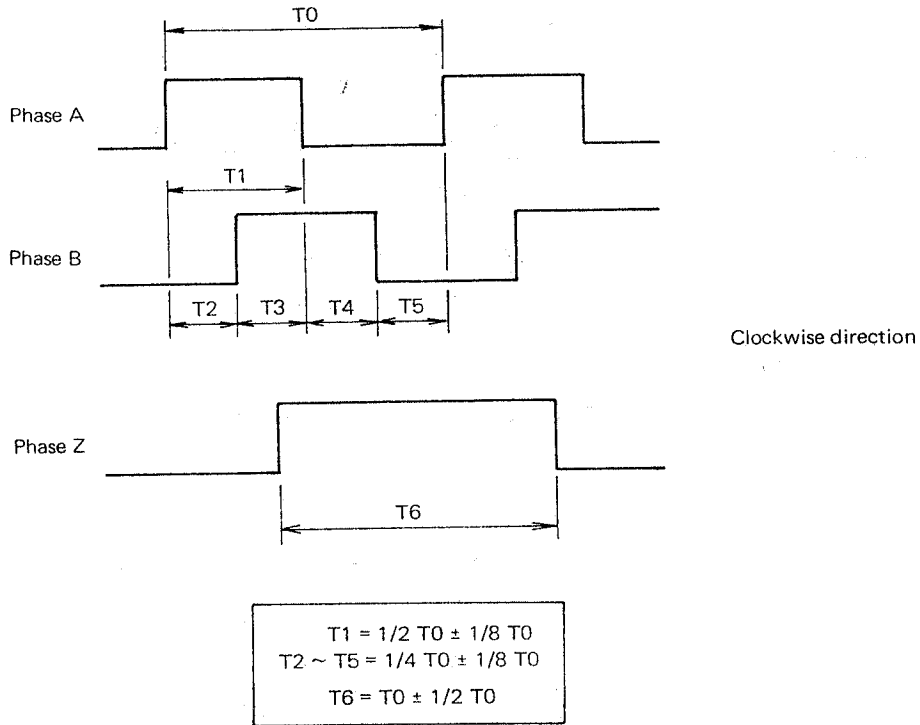 T0
Phase A
T1
Phase B
T2 T3 T4 T5
Clockwise direction
Phase Z
T6
T1 = 1/2 T0 ± 1/8 T0
T2 ~ T5 = 1/4 T0 ± 1/8 T0
T6 = T0 ± 1/2 T0